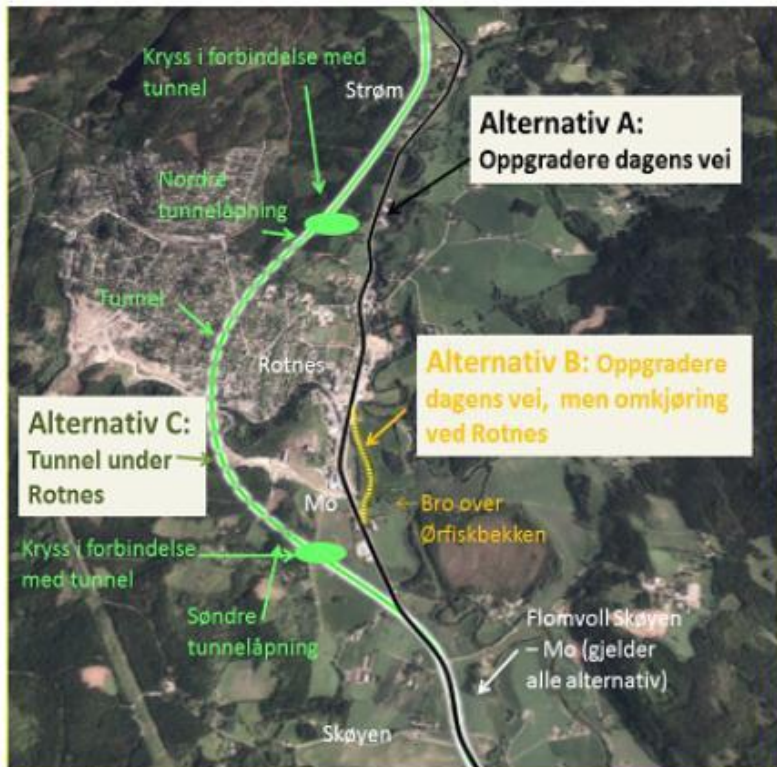 Kryss i forbindelse med
tunnel
Strøm
Alternativ A:
Oppgradere dagens vei
Nordre
tunnelåpning
Tunnel
Rotnes
Alternativ B: Oppgradere
dagens vei, men omkjøring
ved Rotnes
Alternativ C:
Tunnel under
Rotnes
Mo
Bro over
Ørfiskbekken
Kryss i forbindelse
med tunnel
Søndre
tunnelåpning
Flomvoll Skøyen
– Mo (gjelder
alle alternativ)
Skøyen